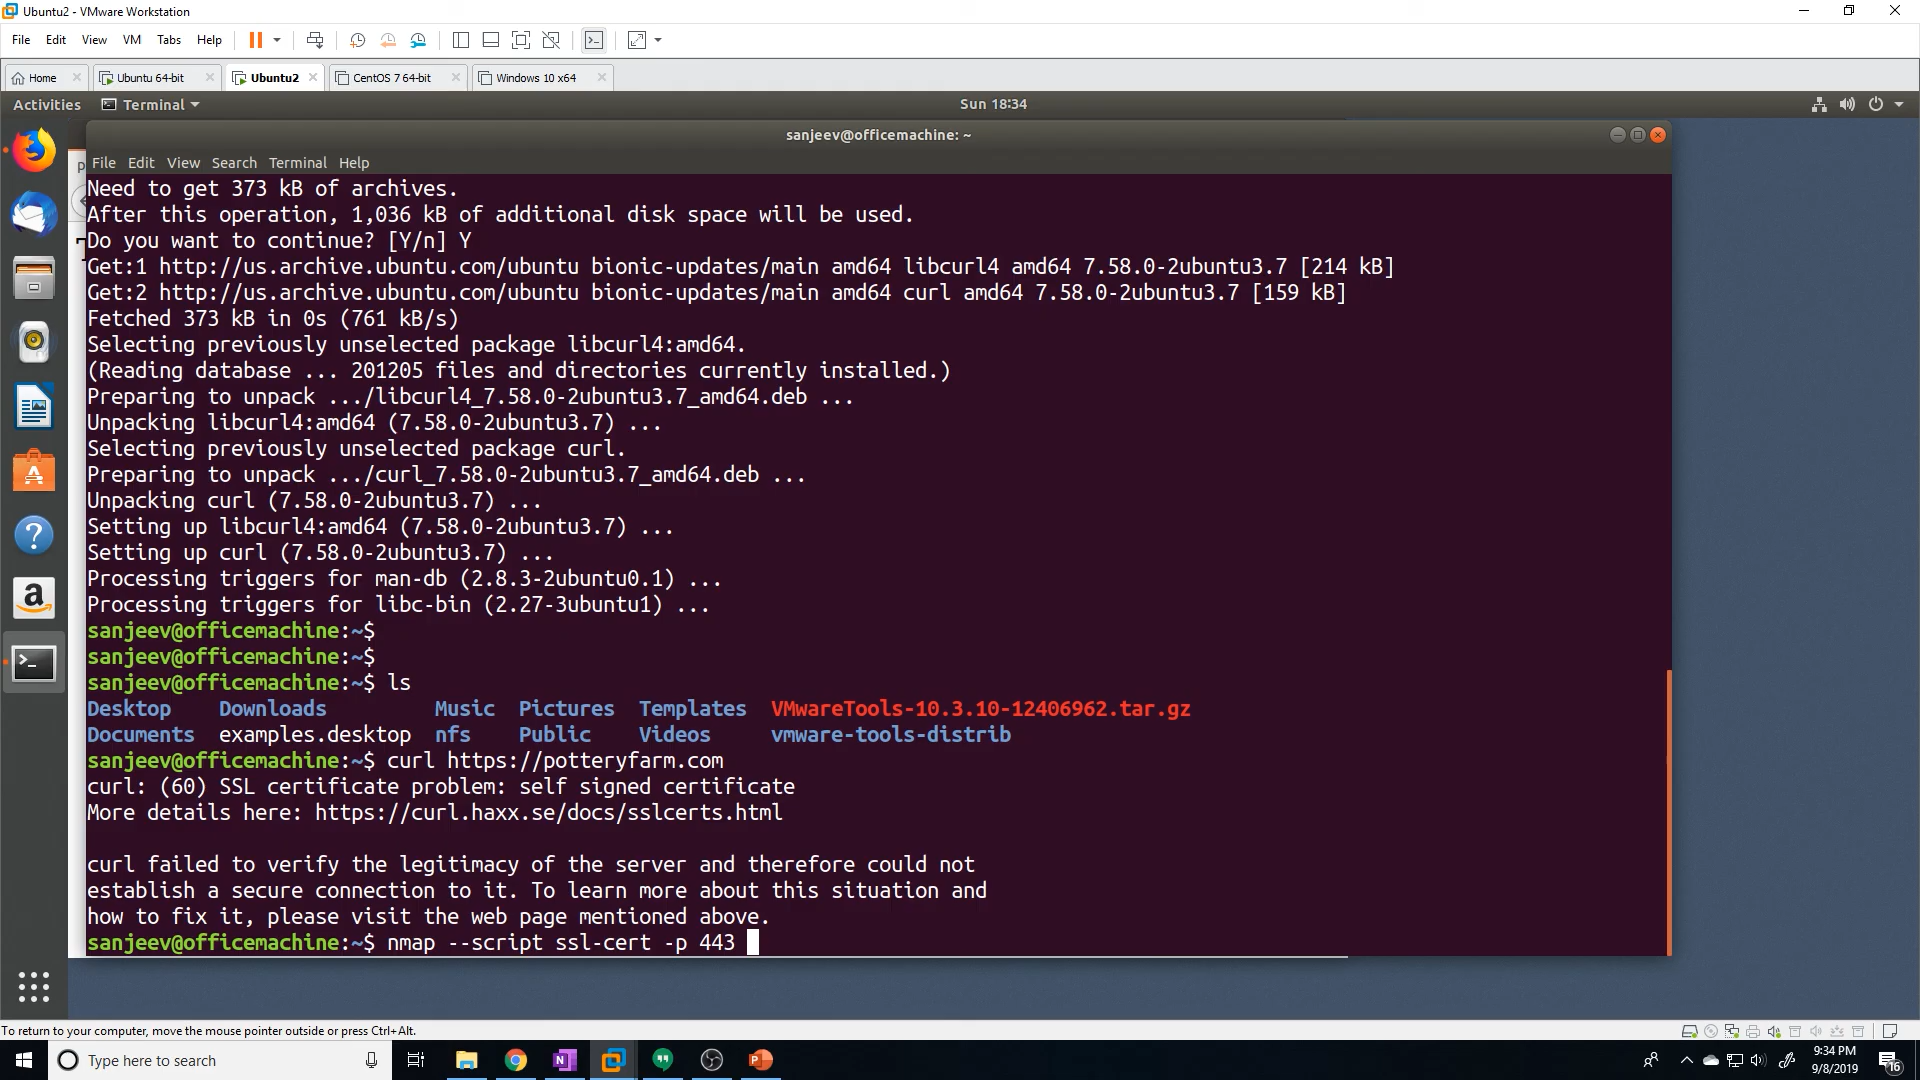 Ubuntu2 - VMware Workstation
File Edit View VM Tabs Help
Home Ubuntu 64-bit Ubuntu2 CentOS 7 64-bit Windows 10 x64
Activities Terminal Sun 18:34
sanjeev@officemachine: ~
File Edit View Search Terminal Help
Need to get 373 kB of archives.
After this operation, 1,036 kB of additional disk space will be used.
Do you want to continue? [Y/n] Y
Get:1 http://us.archive.ubuntu.com/ubuntu bionic-updates/main amd64 libcurl4 amd64 7.58.0-2ubuntu3.7 [214 kB]
Get:2 http://us.archive.ubuntu.com/ubuntu bionic-updates/main amd64 curl amd64 7.58.0-2ubuntu3.7 [159 kB]
Fetched 373 kB in 0s (761 kB/s)
Selecting previously unselected package libcurl4:amd64.
(Reading database ... 201205 files and directories currently installed.)
Preparing to unpack .../libcurl4_7.58.0-2ubuntu3.7_amd64.deb ...
Unpacking libcurl4:amd64 (7.58.0-2ubuntu3.7) ...
Selecting previously unselected package curl.
Preparing to unpack .../curl_7.58.0-2ubuntu3.7_amd64.deb ...
Unpacking curl (7.58.0-2ubuntu3.7) ...
Setting up libcurl4:amd64 (7.58.0-2ubuntu3.7) ...
Setting up curl (7.58.0-2ubuntu3.7) ...
Processing triggers for man-db (2.8.3-2ubuntu0.1) ...
Processing triggers for libc-bin (2.27-3ubuntu1) ...
sanjeev@officemachine:~$
sanjeev@officemachine:~$
sanjeev@officemachine:~$ ls
Desktop Downloads Music Pictures Templates VMwareTools-10.3.10-12406962.tar.gz
Documents examples.desktop nfs Public Videos vmware-tools-distrib
sanjeev@officemachine:~$ curl https://potteryfarm.com
curl: (60) SSL certificate problem: self signed certificate
More details here: https://curl.haxx.se/docs/sslcerts.html
curl failed to verify the legitimacy of the server and therefore could not
establish a secure connection to it. To learn more about this situation and
how to fix it, please visit the web page mentioned above.
sanjeev@officemachine:~$ nmap --script ssl-cert -p 443
To return to your computer, move the mouse pointer outside or press Ctrl+Alt.
Type here to search
9:34 PM
9/8/2019
16